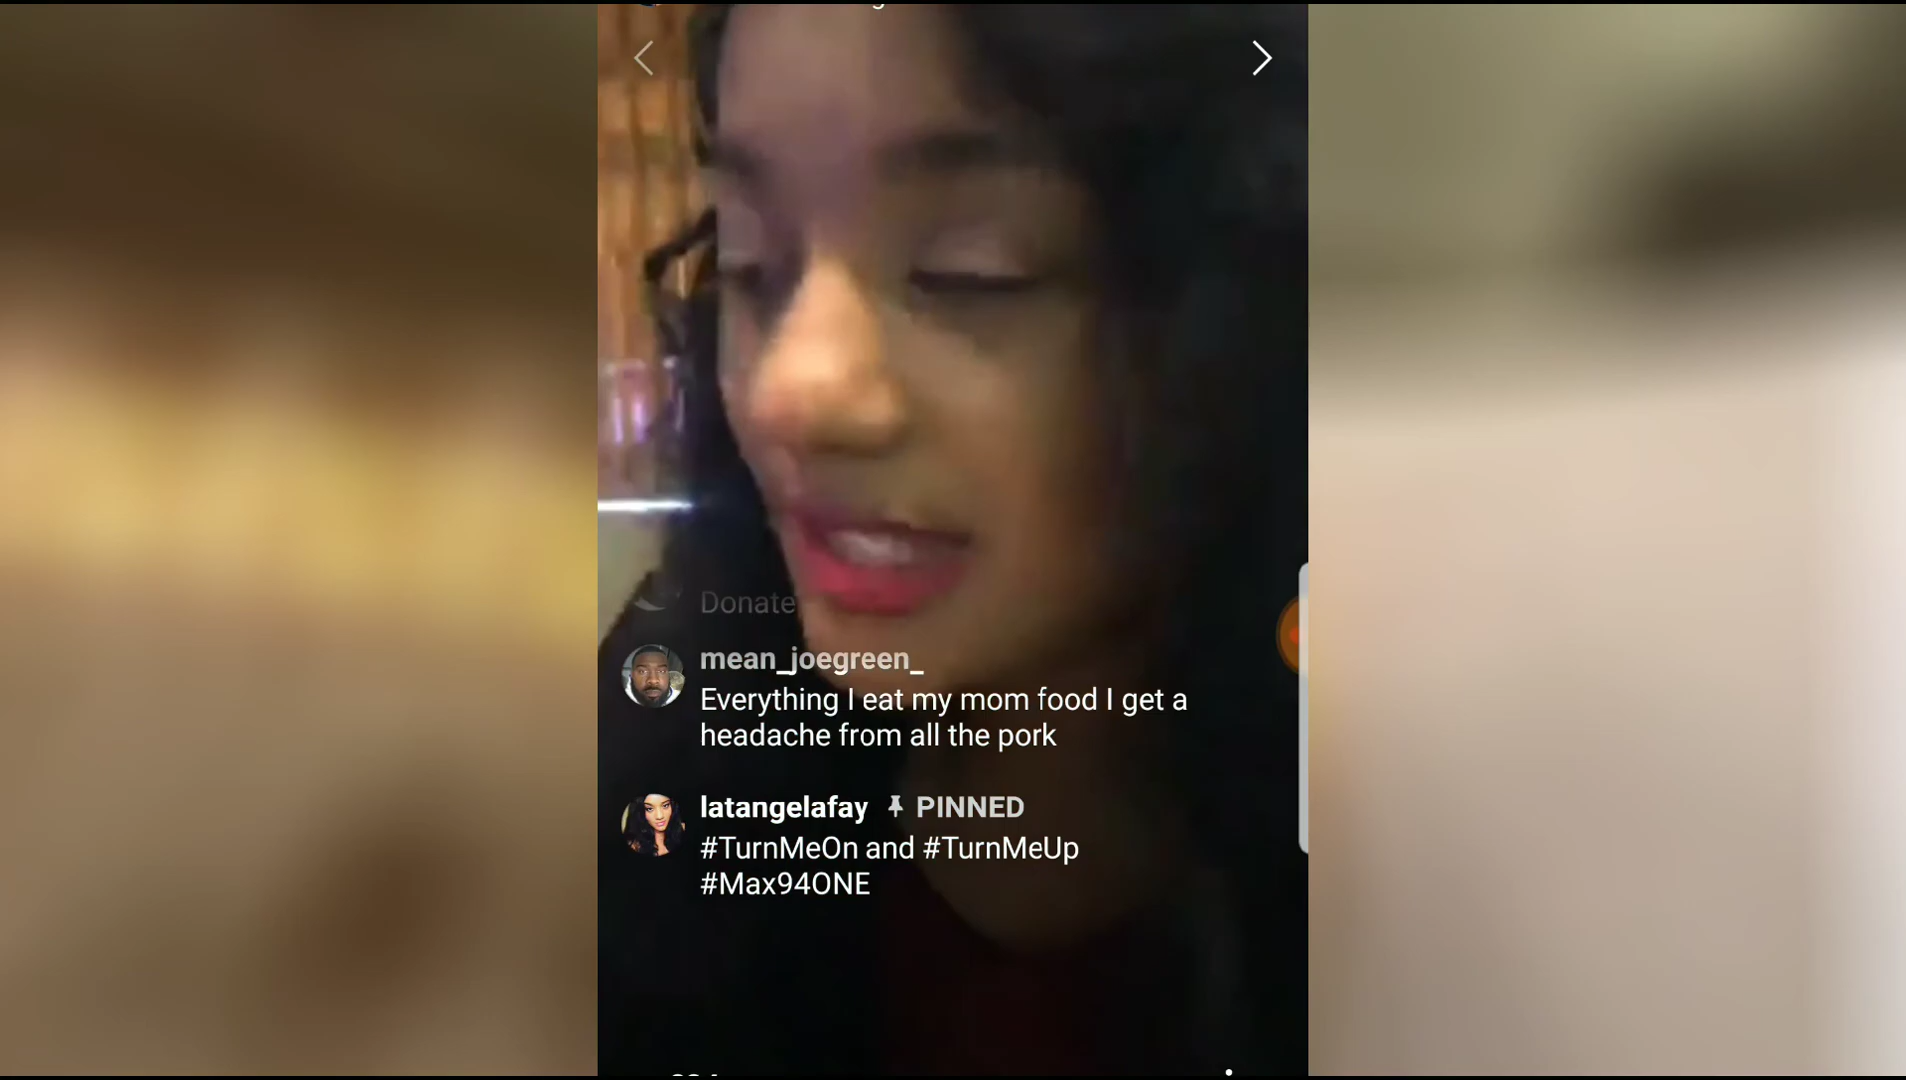 Donate
mean_joegreen_
Everything I eat my mom food I get a
headache from all the pork
latangelafay PINNED
#TurnMeOn and #TurnMeUp
#Max94ONE